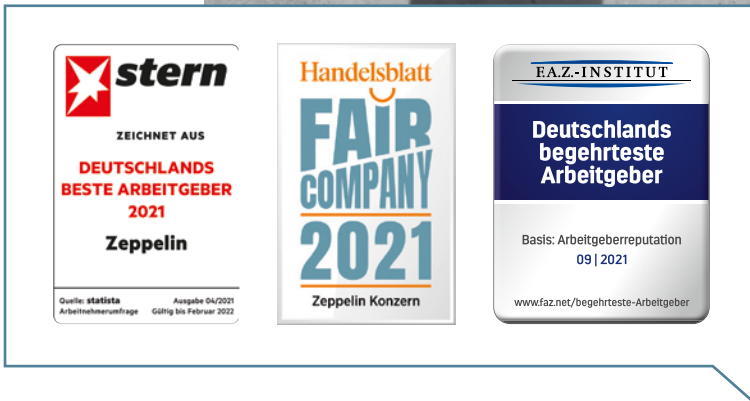 stern
ZEICHNET AUS
DEUTSCHLANDS
BESTE ARBEITGEBER
2021
Zeppelin
Quelle: statista
Arbeitnehmerumfrage
Ausgabe 04/2021
Gültig bis Februar 2022
Handelsblatt
FAIR
COMPANY
2021
Zeppelin Konzern
F.A.Z.-INSTITUT
Deutschlands
begehrteste
Arbeitgeber
Basis: Arbeitgeberreputation
09 | 2021
www.faz.net/begehrteste-Arbeitgeber